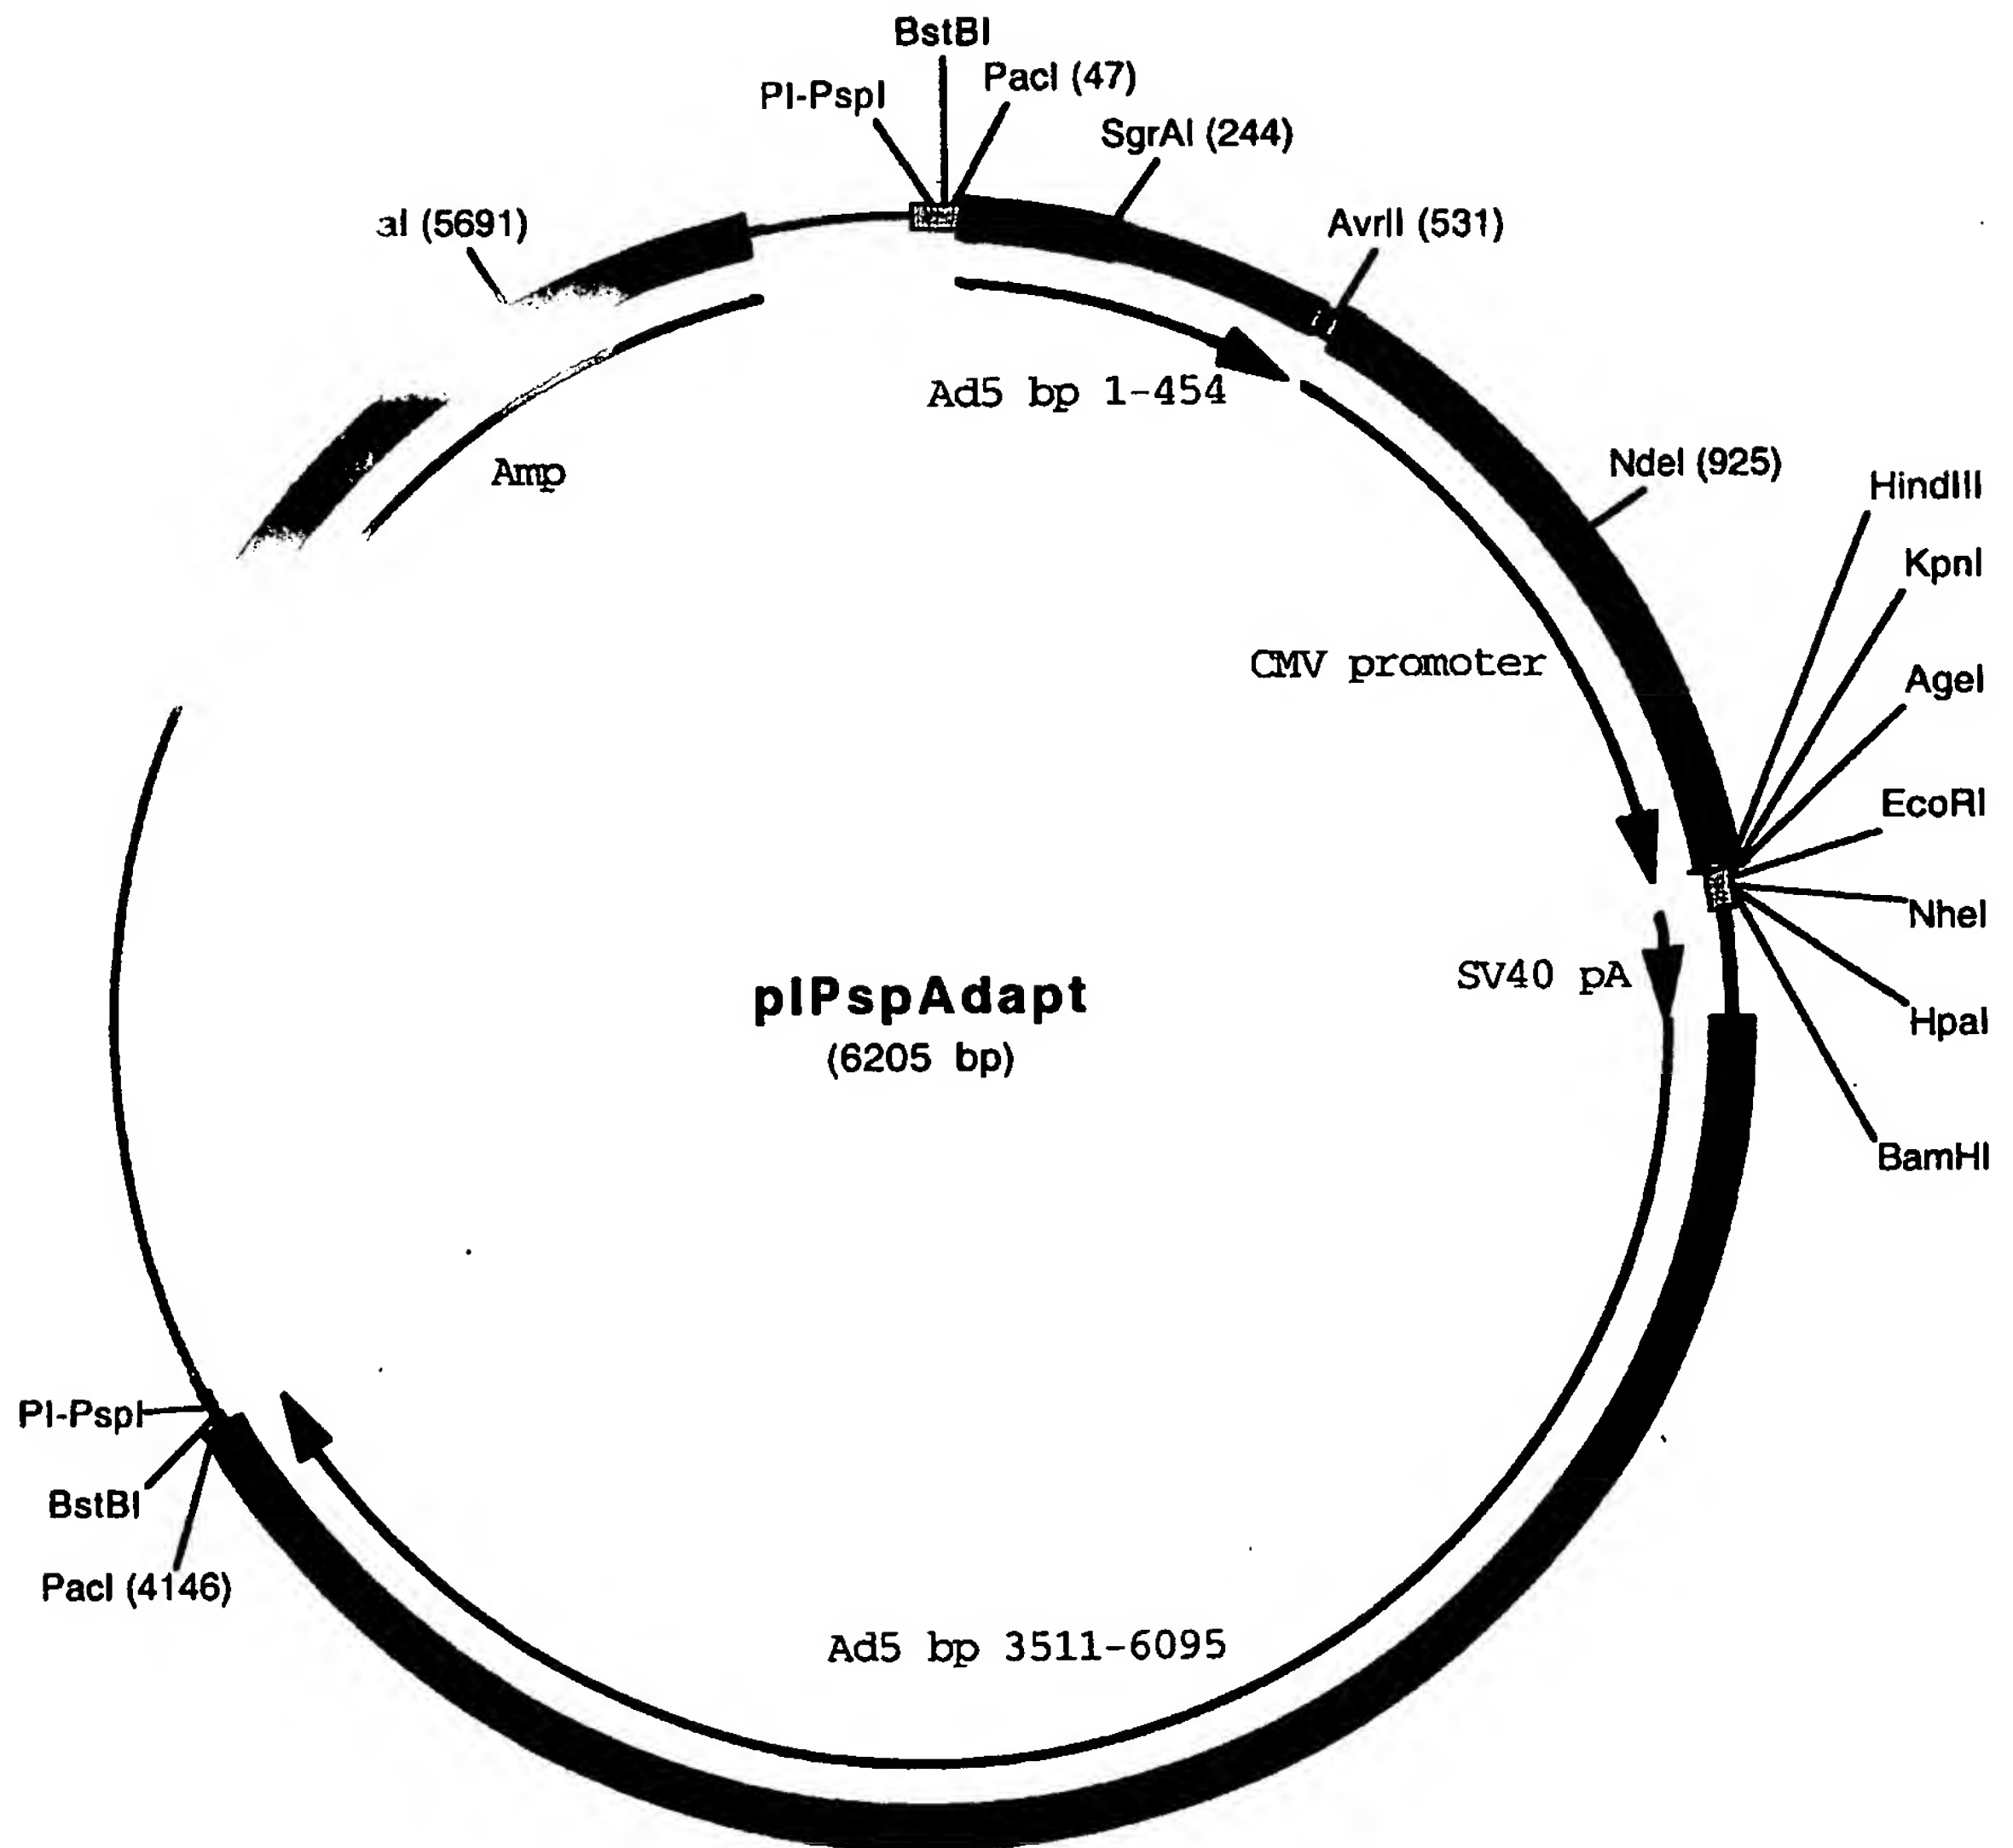 BstBI
PI-PspI
PacI (47)
SgrAI (244)
aI (5691)
AvrII (531)
Ad5 bp 1-454
Amp
NdeI (925)
HindIII
KpnI
CMV promoter
AgeI
EcoRI
NheI
SV40 pA
pIPspAdapt
(6205 bp)
HpaI
BamHI
PI-PspI
BstBI
PacI (4146)
Ad5 bp 3511-6095